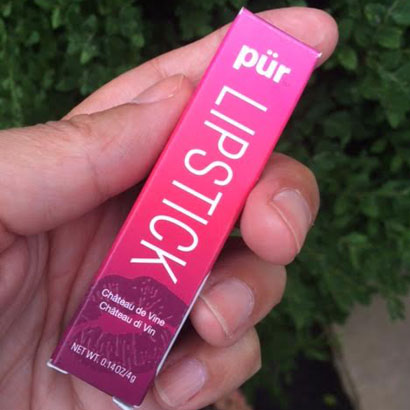 pür
LIPSTICK
Château de Vine
Château di Vin
NET WT. 0.14OZ/4g